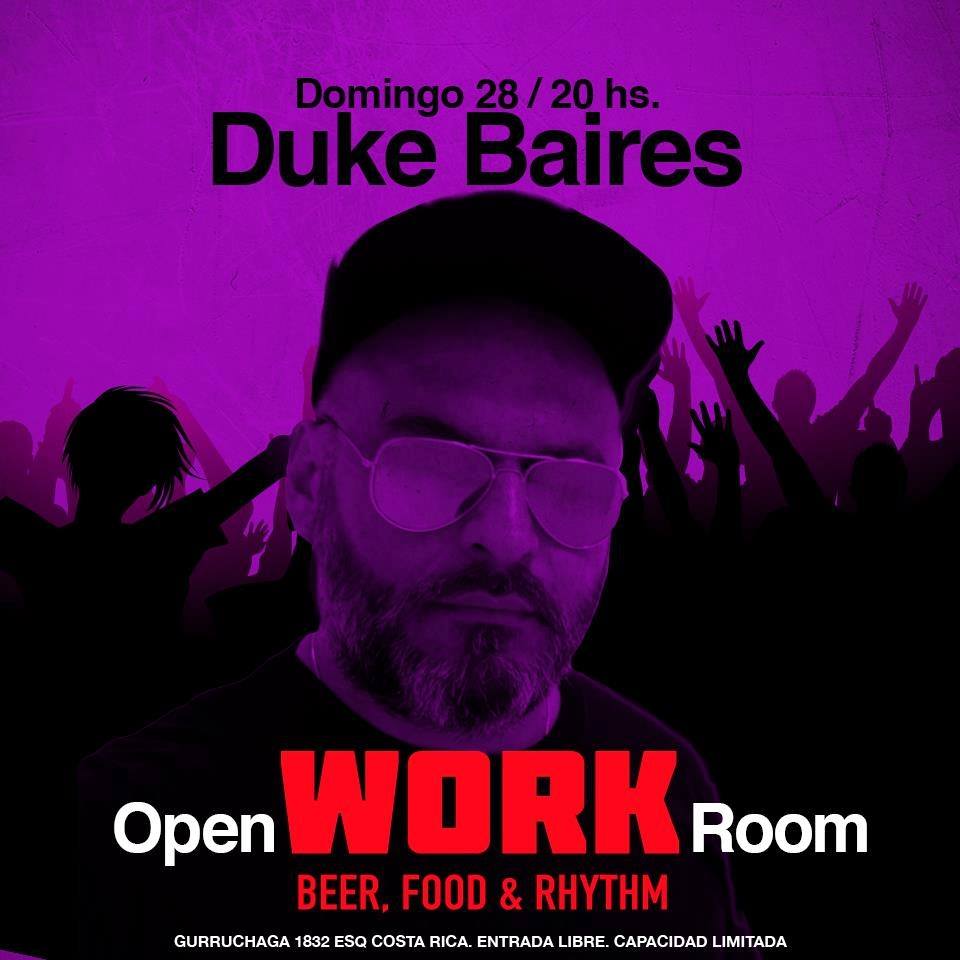 Domingo 28 / 20 hs.
Duke Baires
Open WORK Room
BEER, FOOD & RHYTHM
GURRUCHAGA 1832 ESQ COSTA RICA. ENTRADA LIBRE. CAPACIDAD LIMITADA